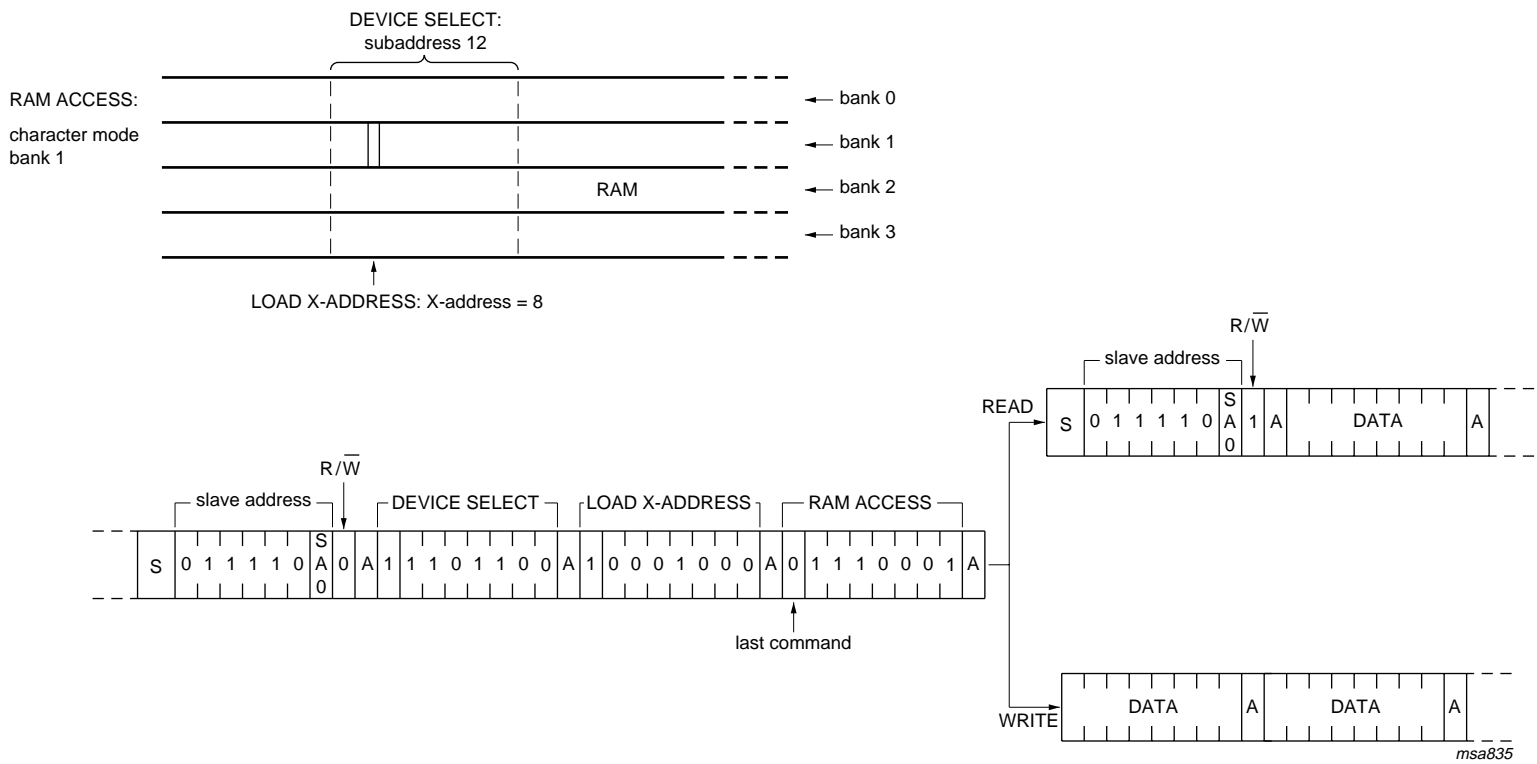 DEVICE SELECT:
subaddress 12
RAM ACCESS:
bank 0
character mode
bank 1
bank 1
RAM
bank 2
bank 3
LOAD X-ADDRESS: X-address = 8
R/W̅
slave address
READ
S 0 1 1 1 1 0 SA0 1 A DATA A
R/W̅
slave address DEVICE SELECT LOAD X-ADDRESS RAM ACCESS
S 0 1 1 1 1 0 SA0 0 A 1 1 1 0 1 1 0 0 A 1 0 0 0 1 0 0 0 A 0 1 1 1 0 0 0 1 A
last command
WRITE
DATA A DATA A
msa835